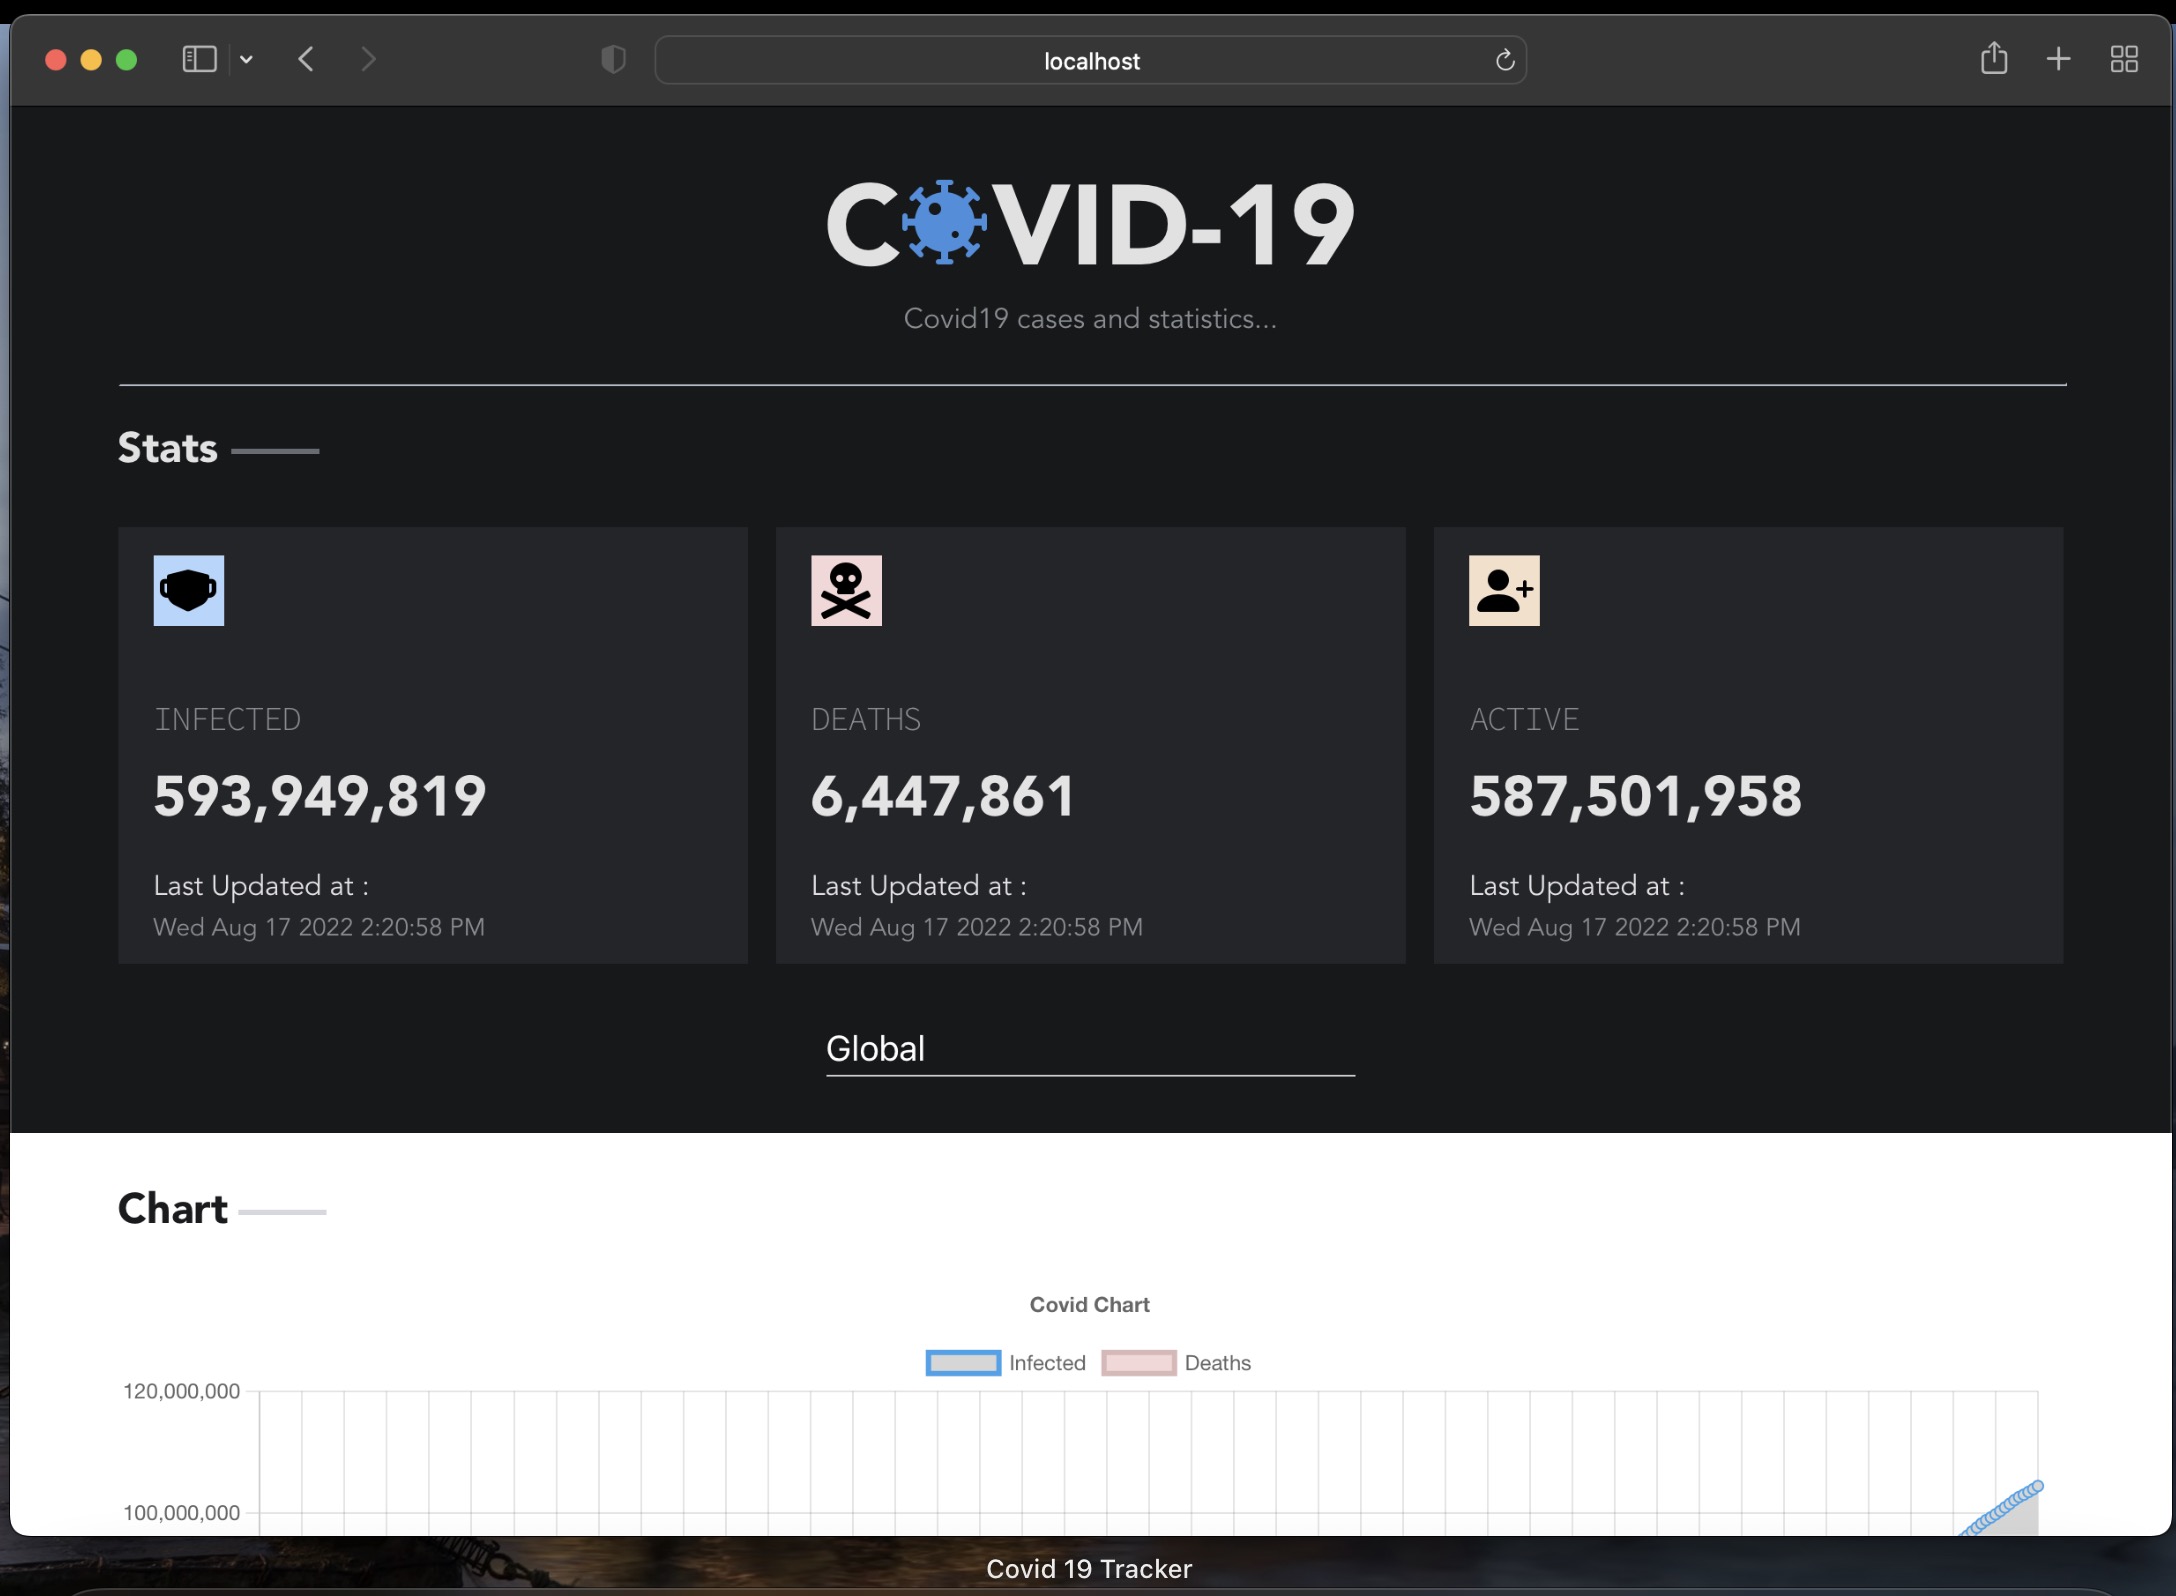 localhost
COVID-19
Covid19 cases and statistics...
Stats
INFECTED
593,949,819
Last Updated at :
Wed Aug 17 2022 2:20:58 PM
DEATHS
6,447,861
Last Updated at :
Wed Aug 17 2022 2:20:58 PM
ACTIVE
587,501,958
Last Updated at :
Wed Aug 17 2022 2:20:58 PM
Global
Chart
Covid Chart
Infected Deaths
120,000,000
100,000,000
Covid 19 Tracker